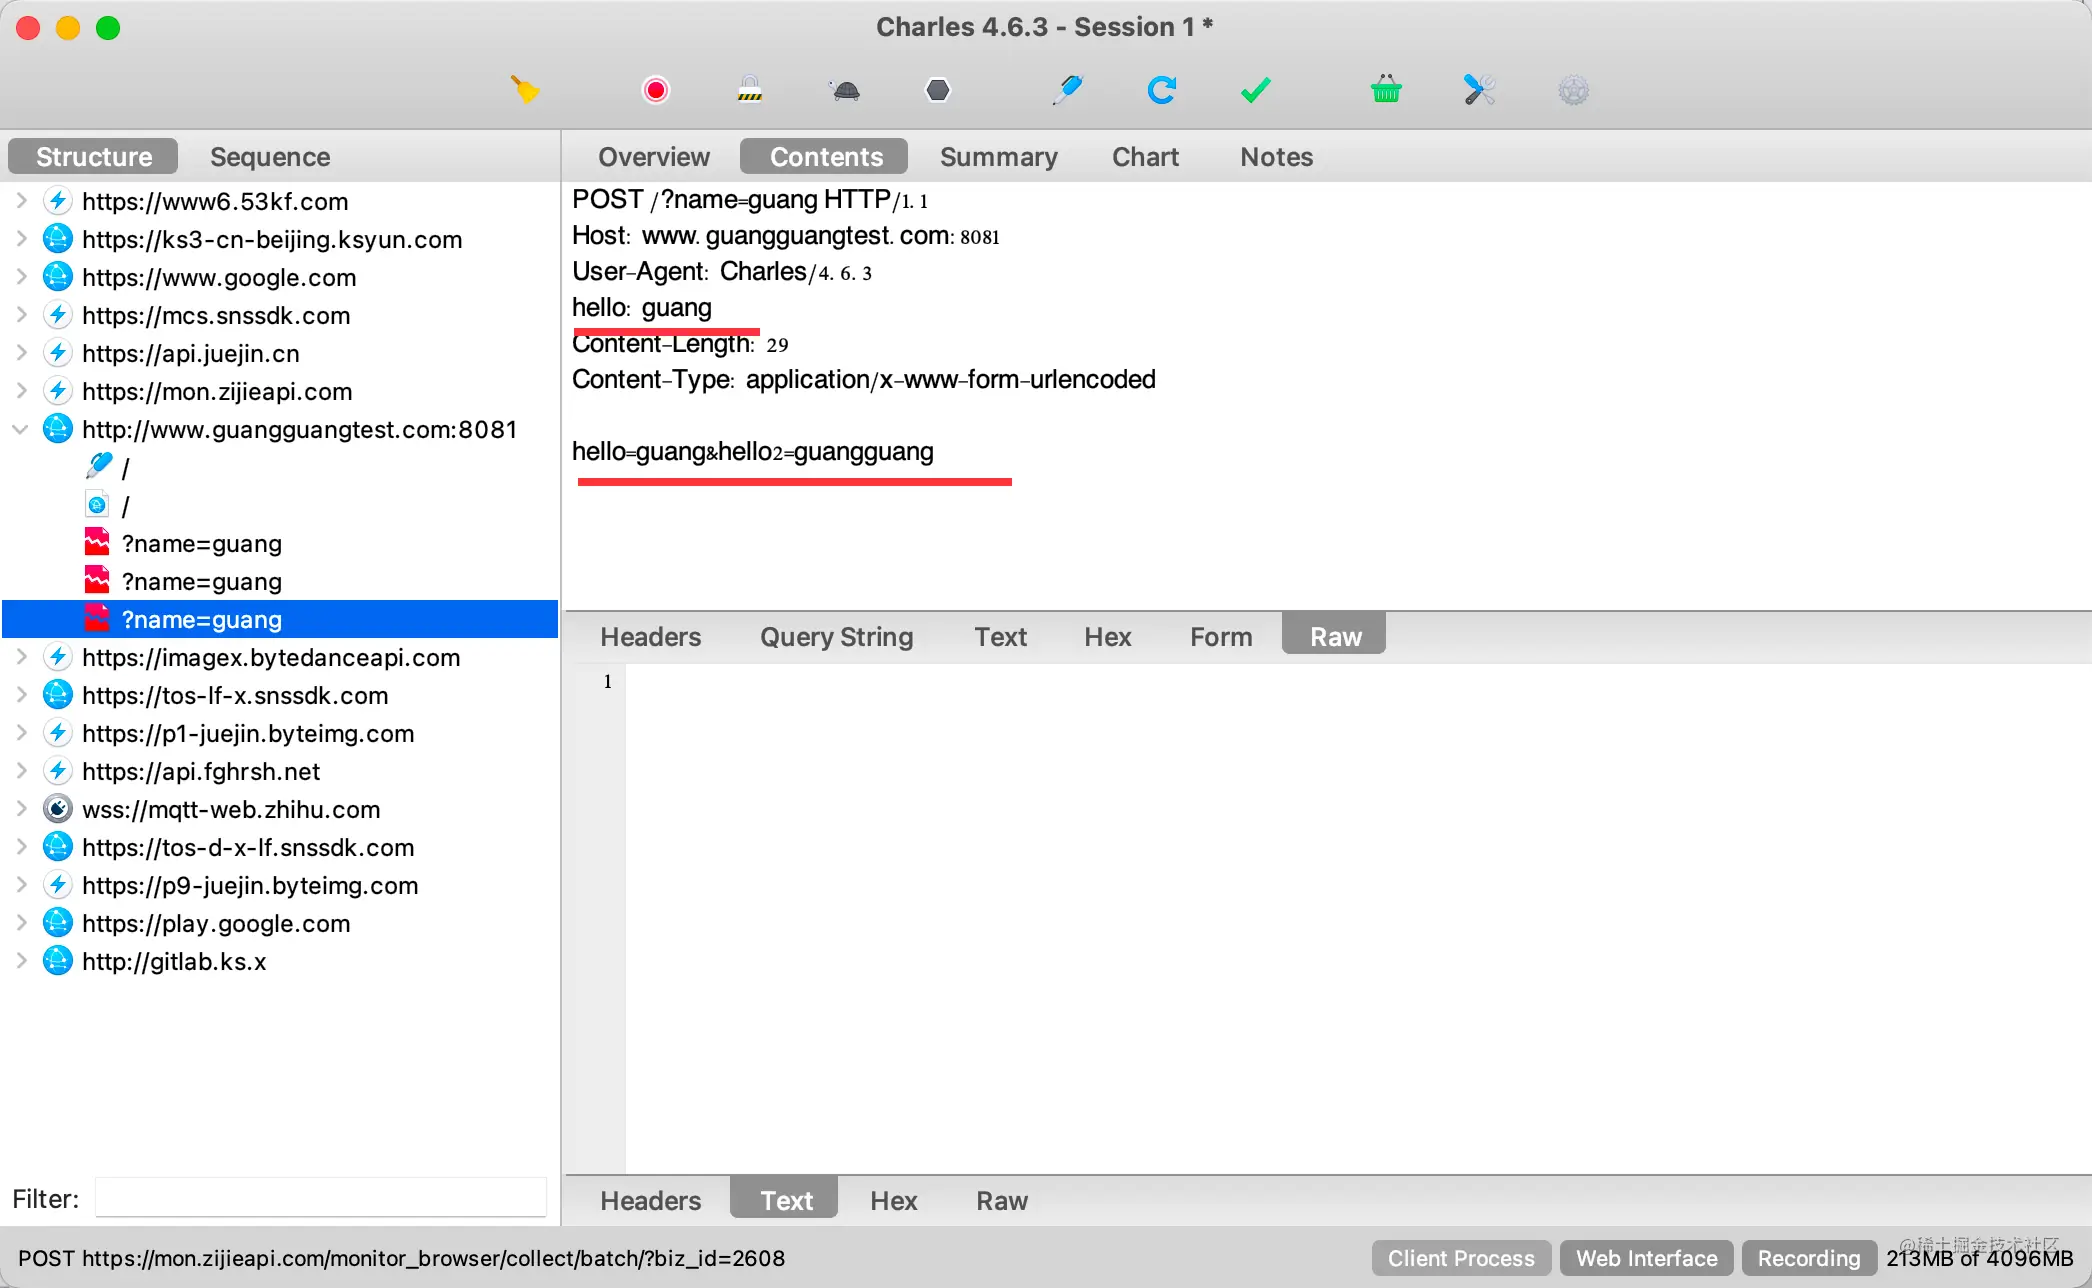 Charles 4.6.3 - Session 1 *
Structure
Sequence
Overview
Contents
Summary
Chart
Notes
https://www6.53kf.com
https://ks3-cn-beijing.ksyun.com
https://www.google.com
https://mcs.snssdk.com
https://api.juejin.cn
https://mon.zijieapi.com
http://www.guangguangtest.com:8081
/
/
?name=guang
?name=guang
?name=guang
https://imagex.bytedanceapi.com
https://tos-lf-x.snssdk.com
https://p1-juejin.byteimg.com
https://api.fghrsh.net
wss://mqtt-web.zhihu.com
https://tos-d-x-lf.snssdk.com
https://p9-juejin.byteimg.com
https://play.google.com
http://gitlab.ks.x
Filter:
POST /?name=guang HTTP/1.1
Host: www.guangguangtest.com:8081
User-Agent: Charles/4.6.3
hello: guang
Content-Length: 29
Content-Type: application/x-www-form-urlencoded
hello=guang&hello2=guangguang
Headers
Query String
Text
Hex
Form
Raw
1
Headers
Text
Hex
Raw
POST https://mon.zijieapi.com/monitor_browser/collect/batch/?biz_id=2608
Client Process
Web Interface
Recording
213MB of 4096MB
@稀土掘金技术社区